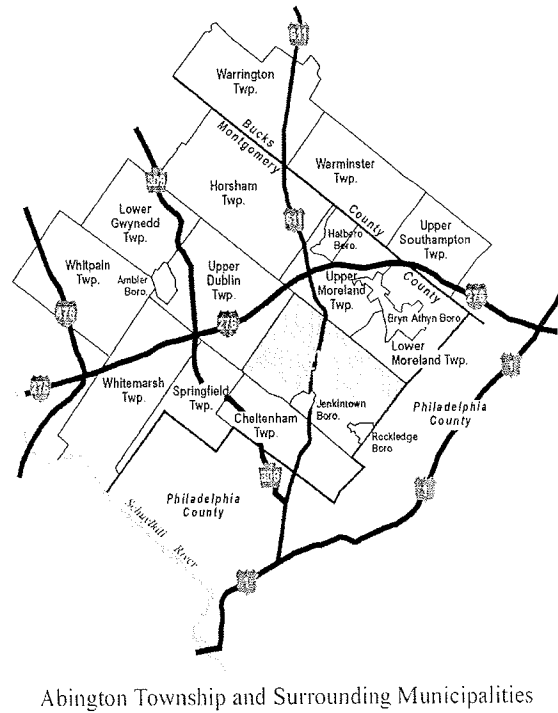 Warrington
Twp.
Bucks
Montgomery
Warminster
Twp.
Horsham
Twp.
County
Lower
Gwynedd
Twp.
Hatboro
Boro.
Upper
Southampton
Twp.
Whitpain
Twp.
Ambler
Boro.
Upper
Dublin
Twp.
Upper
Moreland
Twp.
County
276
Bryn Athyn Boro.
Lower
Moreland Twp.
Whitemarsh
Twp.
Springfield
Twp.
Jenkintown
Boro.
Cheltenham
Twp.
Rockledge
Boro.
Philadelphia
County
Philadelphia
County
Schuylkill River
Abington Township and Surrounding Municipalities